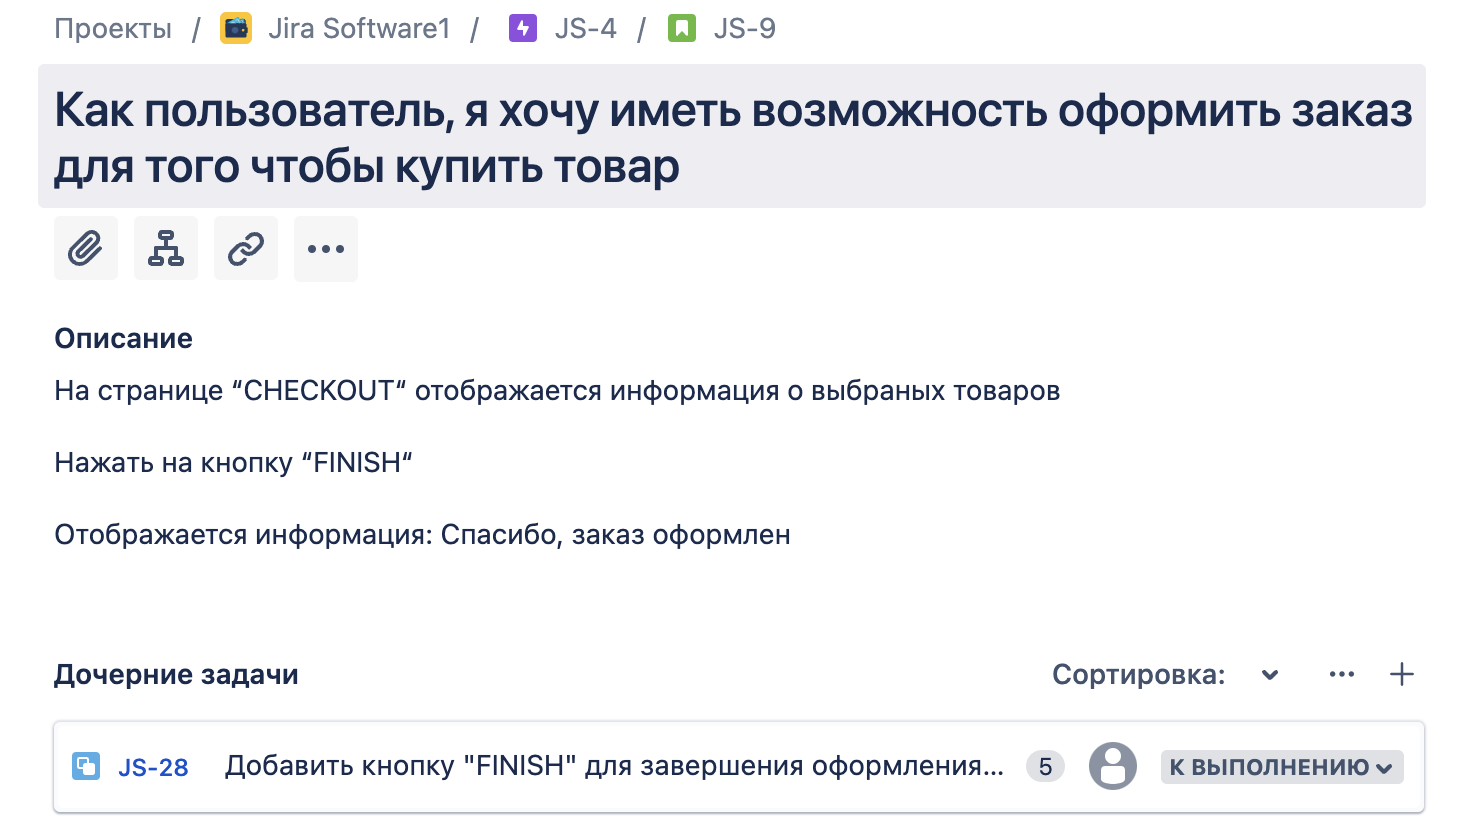 Проекты / Jira Software1 / JS-4 / JS-9
Как пользователь, я хочу иметь возможность оформить заказ
для того чтобы купить товар
Описание
На странице “CHECKOUT“ отображается информация о выбраных товаров
Нажать на кнопку “FINISH“
Отображается информация: Спасибо, заказ оформлен
Дочерние задачи Сортировка:
JS-28 Добавить кнопку "FINISH" для завершения оформления... 5 К ВЫПОЛНЕНИЮ